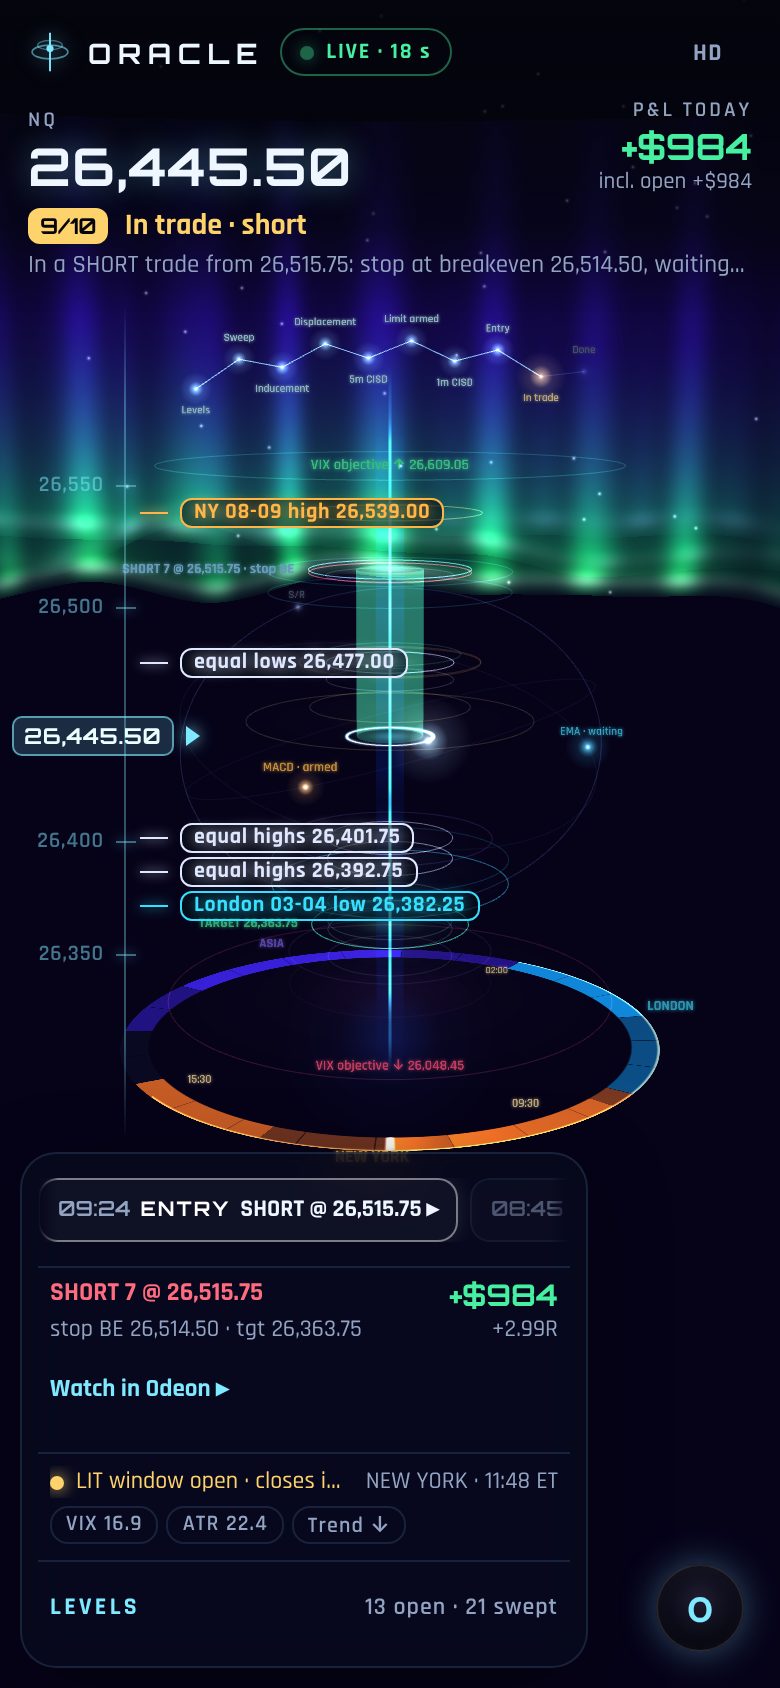 ORACLE
LIVE · 18 s
HD
NQ
P&L TODAY
26,445.50
+$984
incl. open +$984
9/10
In trade · short
In a SHORT trade from 26,515.75: stop at breakeven 26,514.50, waiting...
Limit armed
Displacement
Entry
Sweep
Done
5m CISD
1m CISD
Inducement
In trade
Levels
VIX objective ↑ 26,609.05
26,550
NY 08-09 high 26,539.00
SHORT 7 @ 26,515.75 · stop BE
S/R
26,500
equal lows 26,477.00
EMA · waiting
26,445.50
MACD · armed
equal highs 26,401.75
26,400
equal highs 26,392.75
London 03-04 low 26,382.25
TARGET 26,363.75
ASIA
26,350
02:00
LONDON
VIX objective ↓ 26,048.45
15:30
09:30
NEW YORK
09:24 ENTRY SHORT @ 26,515.75 ▸
08:45
SHORT 7 @ 26,515.75
+$984
stop BE 26,514.50 · tgt 26,363.75
+2.99R
Watch in Odeon ▸
LIT window open · closes i...
NEW YORK · 11:48 ET
VIX 16.9
ATR 22.4
Trend ↓
LEVELS
13 open · 21 swept
O